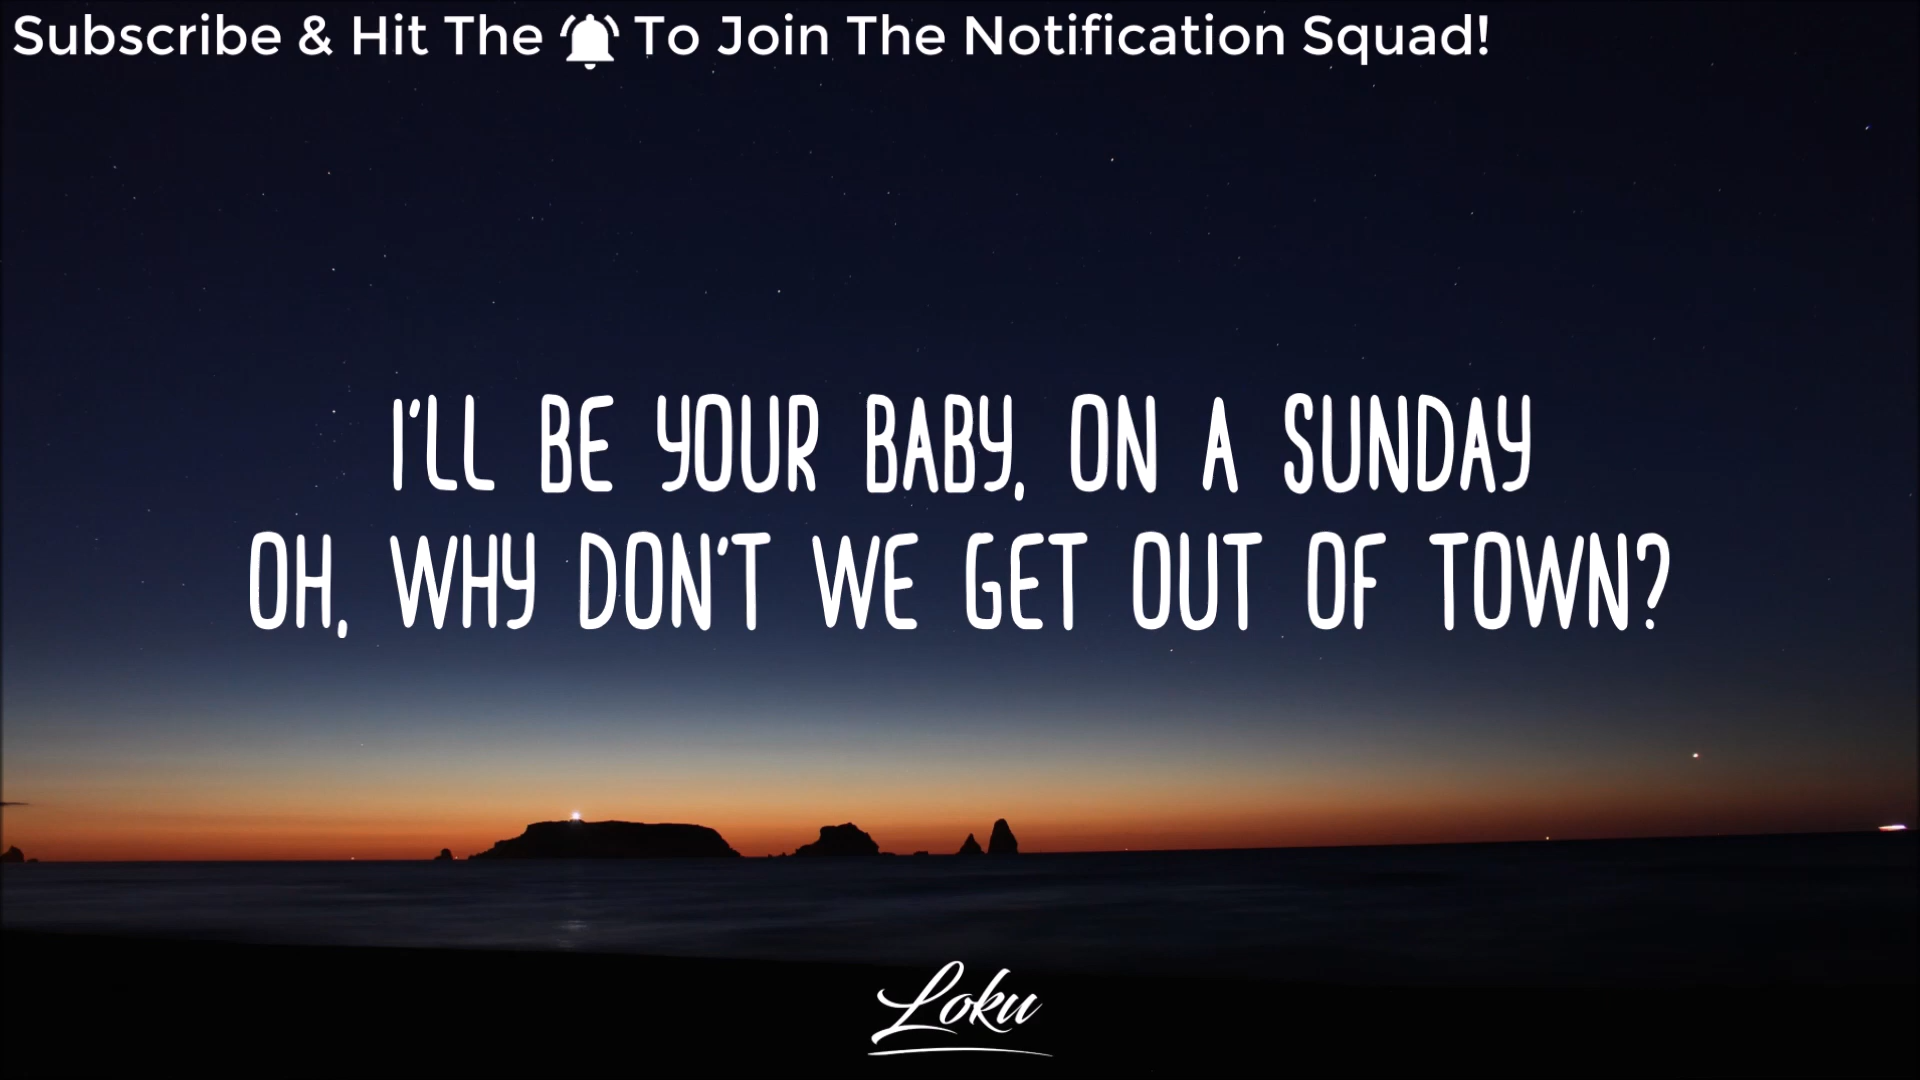 Subscribe & Hit The 🔔 To Join The Notification Squad!
I'LL BE YOUR BABY, ON A SUNDAY
OH, WHY DON'T WE GET OUT OF TOWN?
Loku